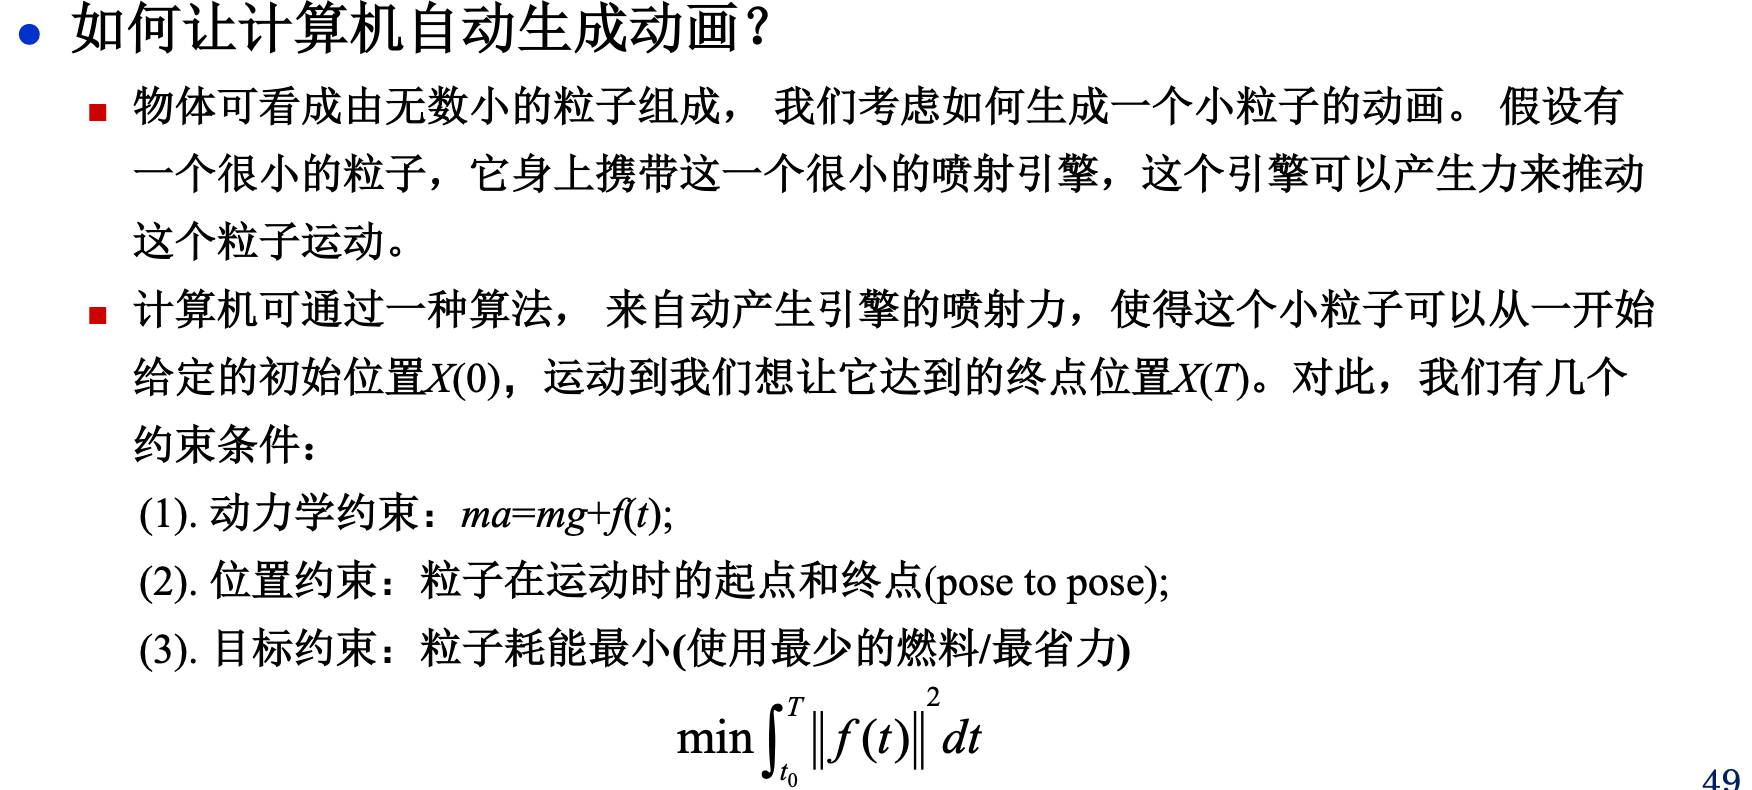 ● 如何让计算机自动生成动画？
■ 物体可看成由无数小的粒子组成， 我们考虑如何生成一个小粒子的动画。 假设有
一个很小的粒子，它身上携带这一个很小的喷射引擎，这个引擎可以产生力来推动
这个粒子运动。
■ 计算机可通过一种算法， 来自动产生引擎的喷射力，使得这个小粒子可以从一开始
给定的初始位置X(0)，运动到我们想让它达到的终点位置X(T)。对此，我们有几个
约束条件：
(1). 动力学约束：ma=mg+f(t);
(2). 位置约束：粒子在运动时的起点和终点(pose to pose);
(3). 目标约束：粒子耗能最小(使用最少的燃料/最省力)
min ∫_{t₀}^{T} ‖f(t)‖² dt
49